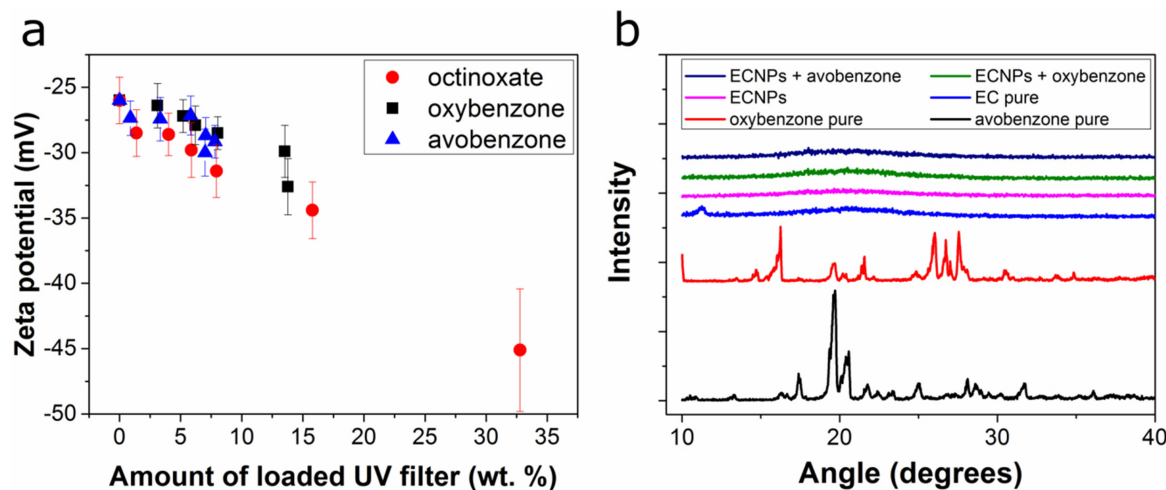 a
Zeta potential (mV)
-25
-30
-35
-40
-45
-50
octinoxate
oxybenzone
avobenzone
0 5 10 15 20 25 30 35
Amount of loaded UV filter (wt. %)
b
Intensity
ECNPs + avobenzone ECNPs + oxybenzone
ECNPs EC pure
oxybenzone pure avobenzone pure
10 20 30 40
Angle (degrees)